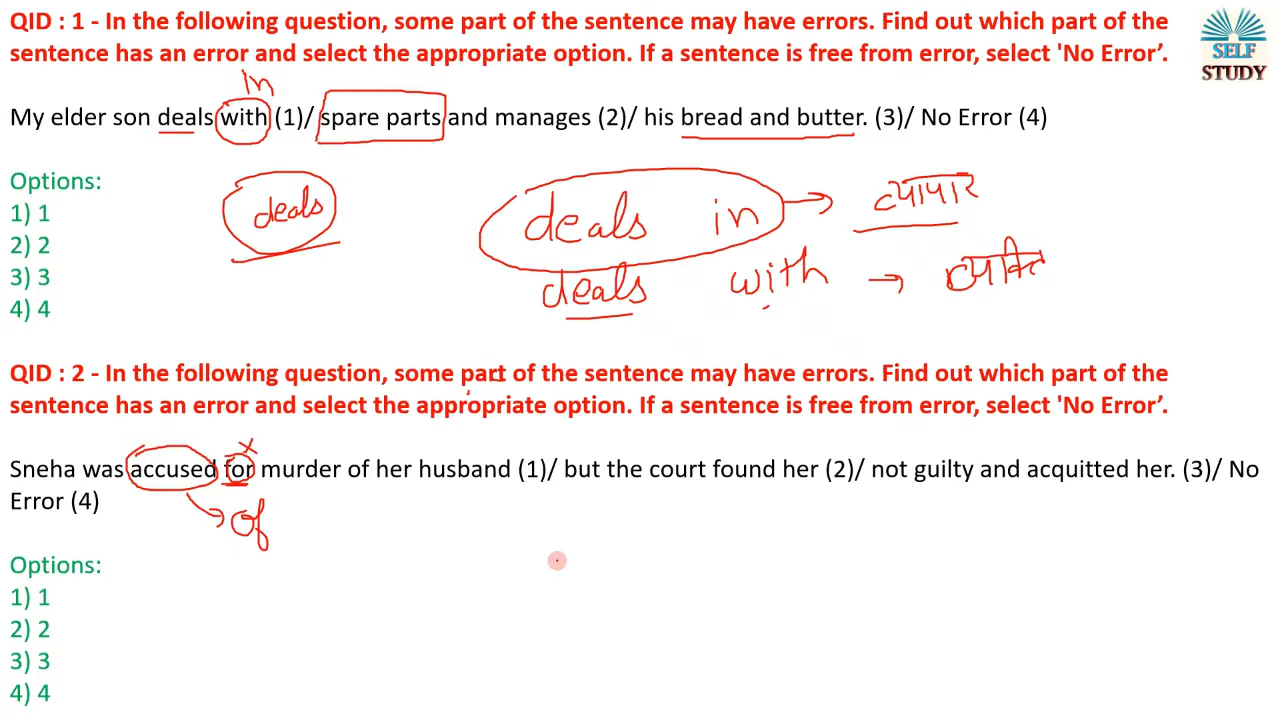 QID : 1 - In the following question, some part of the sentence may have errors. Find out which part of the
sentence has an error and select the appropriate option. If a sentence is free from error, select 'No Error’.
SELF
STUDY
In
My elder son deals with (1)/ spare parts and manages (2)/ his bread and butter. (3)/ No Error (4)
Options:
1) 1
2) 2
3) 3
4) 4
deals
deals in → व्यापार
deals with → व्यक्ति
QID : 2 - In the following question, some part of the sentence may have errors. Find out which part of the
sentence has an error and select the appropriate option. If a sentence is free from error, select 'No Error’.
x
Sneha was accused for murder of her husband (1)/ but the court found her (2)/ not guilty and acquitted her. (3)/ No
Error (4)
of
Options:
1) 1
2) 2
3) 3
4) 4